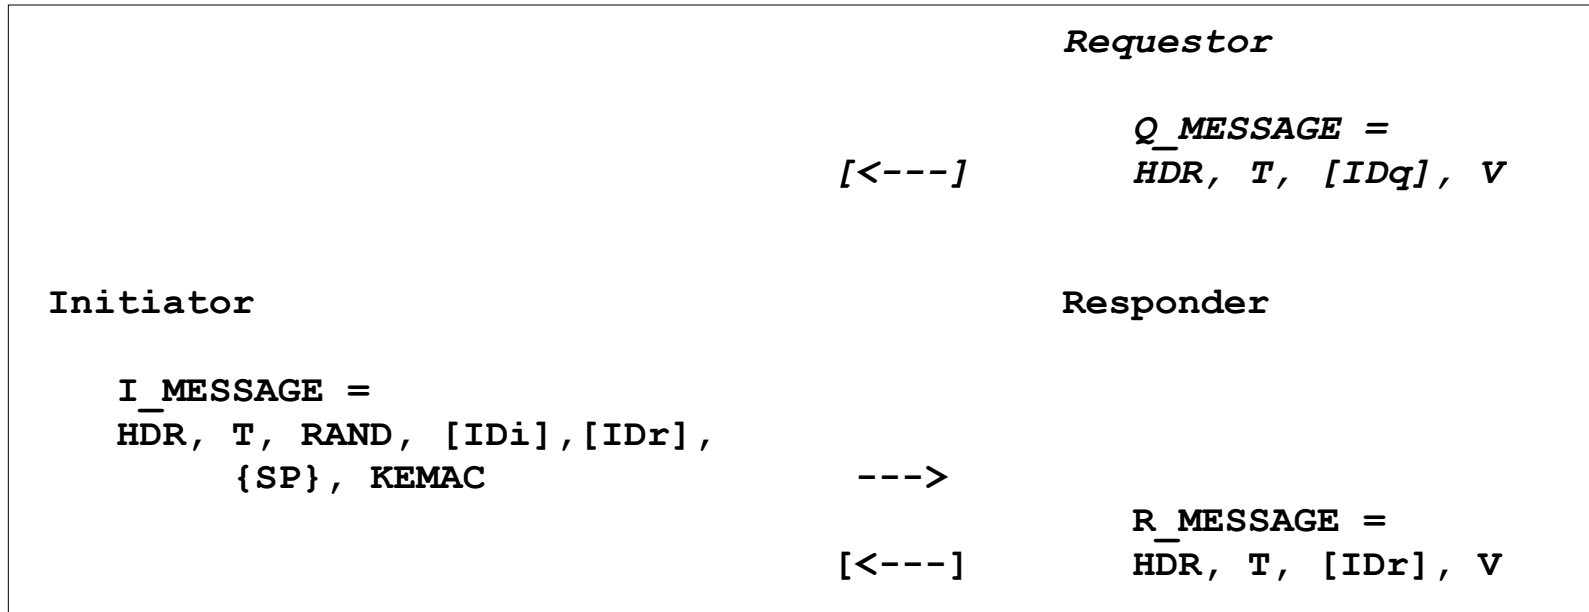 Requestor
Q_MESSAGE =
[<---] HDR, T, [IDq], V
Initiator Responder
I_MESSAGE =
HDR, T, RAND, [IDi],[IDr],
{SP}, KEMAC --->
R_MESSAGE =
[<---] HDR, T, [IDr], V